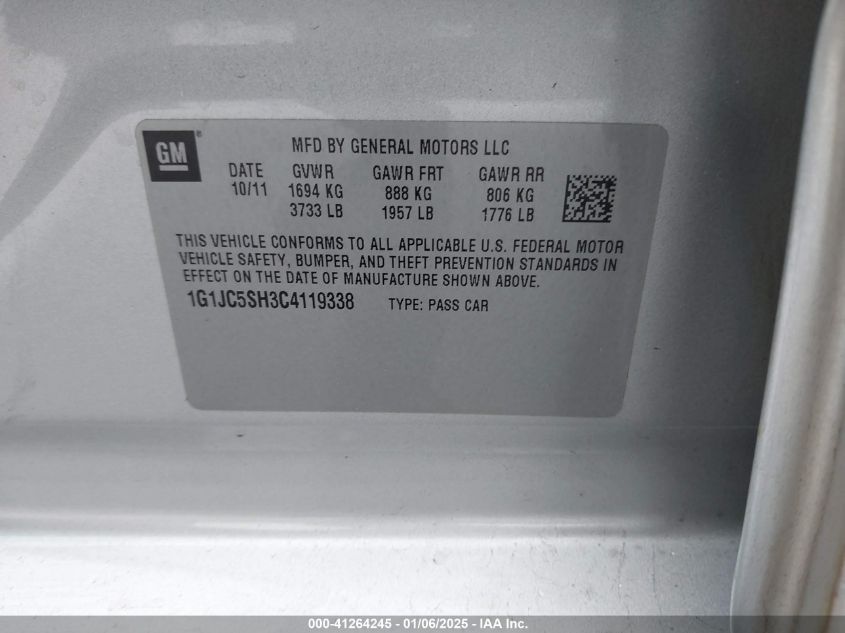 GM®
MFD BY GENERAL MOTORS LLC
DATE GVWR GAWR FRT GAWR RR
10/11 1694 KG 888 KG 806 KG
3733 LB 1957 LB 1776 LB
THIS VEHICLE CONFORMS TO ALL APPLICABLE U.S. FEDERAL MOTOR
VEHICLE SAFETY, BUMPER, AND THEFT PREVENTION STANDARDS IN
EFFECT ON THE DATE OF MANUFACTURE SHOWN ABOVE.
1G1JC5SH3C4119338 TYPE: PASS CAR
000-41264245 - 01/06/2025 - IAA Inc.